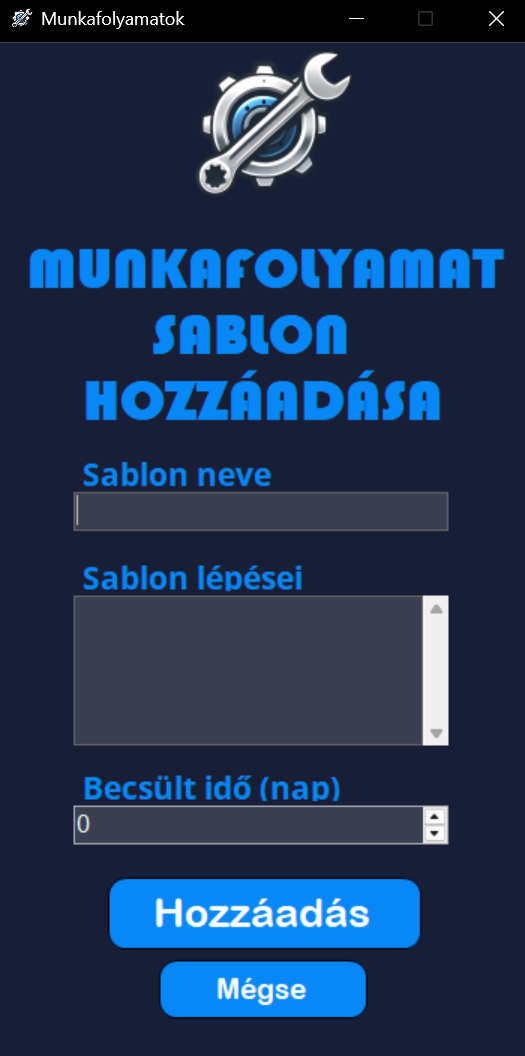 Munkafolyamatok
MUNKAFOLYAMAT
SABLON
HOZZÁADÁSA
Sablon neve
Sablon lépései
Becsült idő (nap)
0
Hozzáadás
Mégse